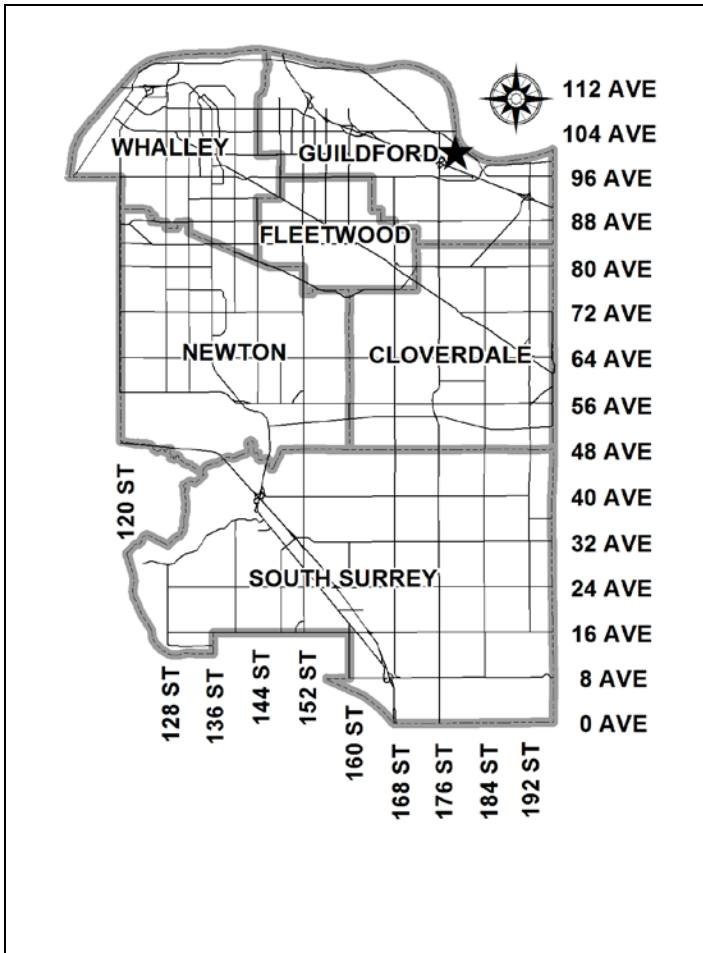 112 AVE
104 AVE
WHALLEY
GUILDFORD
96 AVE
88 AVE
FLEETWOOD
80 AVE
72 AVE
NEWTON
CLOVERDALE
64 AVE
56 AVE
48 AVE
120 ST
40 AVE
32 AVE
SOUTH SURREY
24 AVE
16 AVE
8 AVE
0 AVE
128 ST
136 ST
144 ST
152 ST
160 ST
168 ST
176 ST
184 ST
192 ST